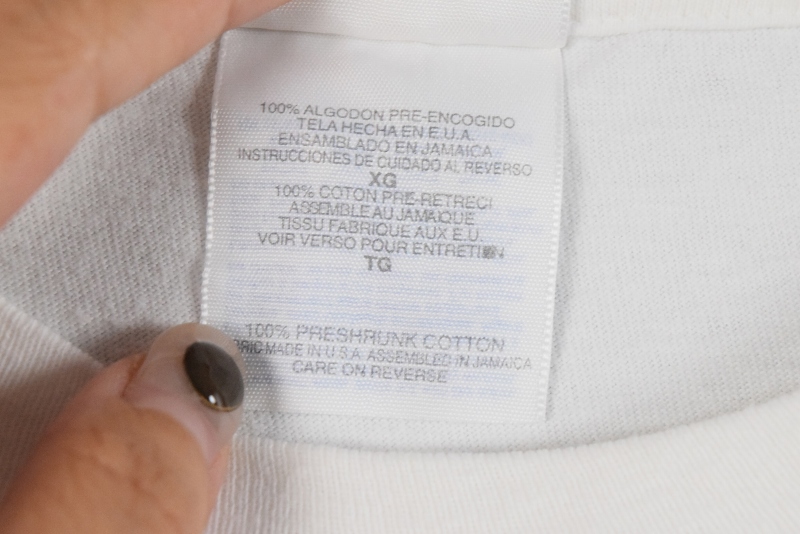 100% ALGODON PRE-ENCOGIDO
TELA HECHA EN E.U.A.
ENSAMBLADO EN JAMAICA
INSTRUCCIONES DE CUIDADO AL REVERSO
XG
100% COTON PRE-RETRECI
ASSEMBLE AU JAMAIQUE
TISSU FABRIQUE AUX E.U.
VOIR VERSO POUR ENTRETIEN
TG
100% PRESHRUNK COTTON
MADE IN U.S.A. ASSEMBLED IN JAMAICA
CARE ON REVERSE